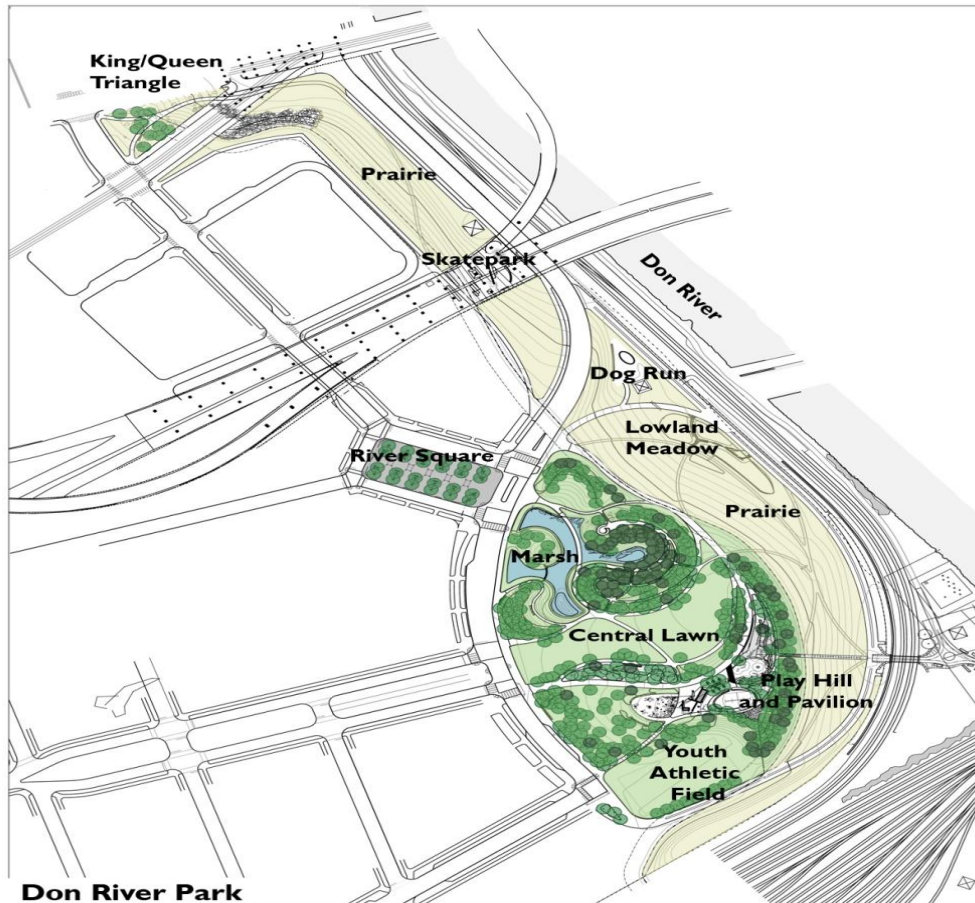 King/Queen
Triangle
Prairie
Skatepark
Don River
Dog Run
Lowland
Meadow
River Square
Prairie
Marsh
Central Lawn
Play Hill
and Pavilion
Youth
Athletic
Field
Don River Park